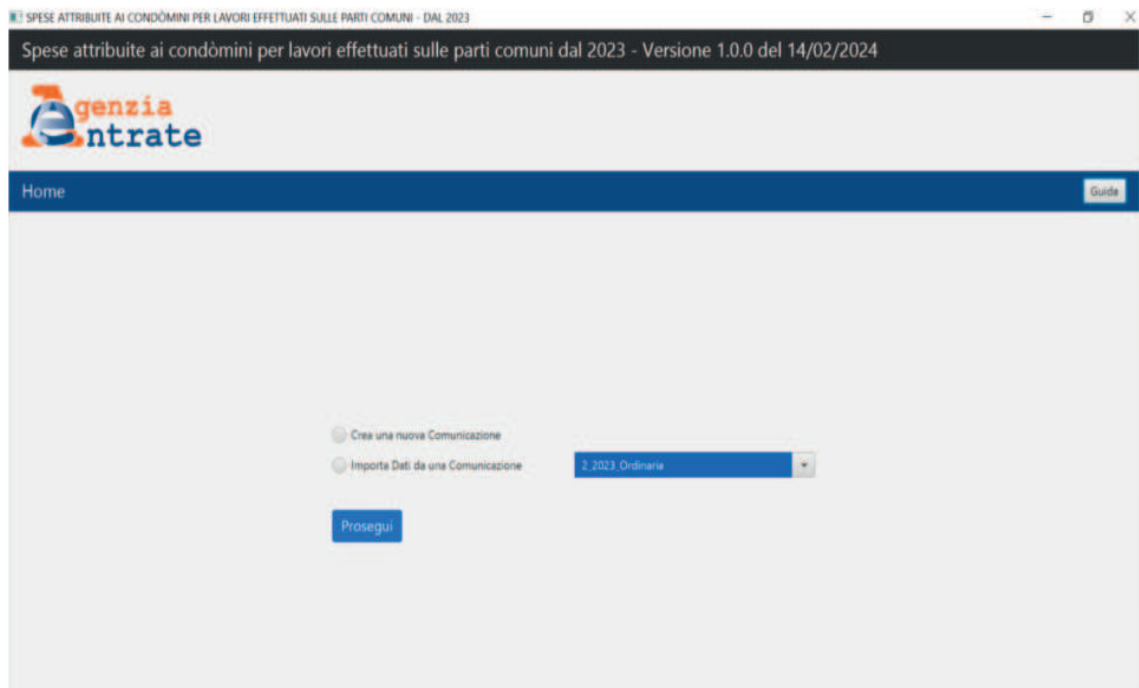 SPESE ATTRIBUITE AI CONDÒMINI PER LAVORI EFFETTUATI SULLE PARTI COMUNI - DAL 2023
Spese attribuite ai condòmini per lavori effettuati sulle parti comuni dal 2023 - Versione 1.0.0 del 14/02/2024
Agenzia
entrate
Home
Guida
Crea una nuova Comunicazione
Importa Dati da una Comunicazione
2_2023_Ordinaria
Prosegui